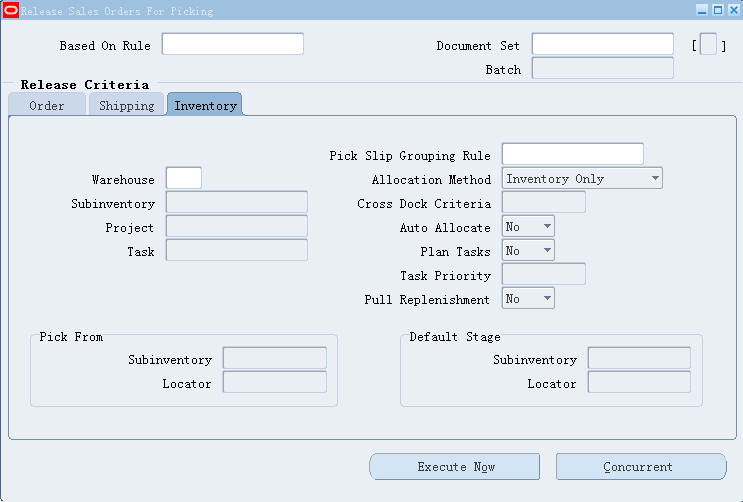 Release Sales Orders For Picking
Based On Rule
Document Set
[ ]
Batch
Release Criteria
Order
Shipping
Inventory
Pick Slip Grouping Rule
Warehouse
Allocation Method
Inventory Only
Subinventory
Cross Dock Criteria
Project
Auto Allocate
No
Task
Plan Tasks
No
Task Priority
Pull Replenishment
No
Pick From
Default Stage
Subinventory
Subinventory
Locator
Locator
Execute Now
Concurrent